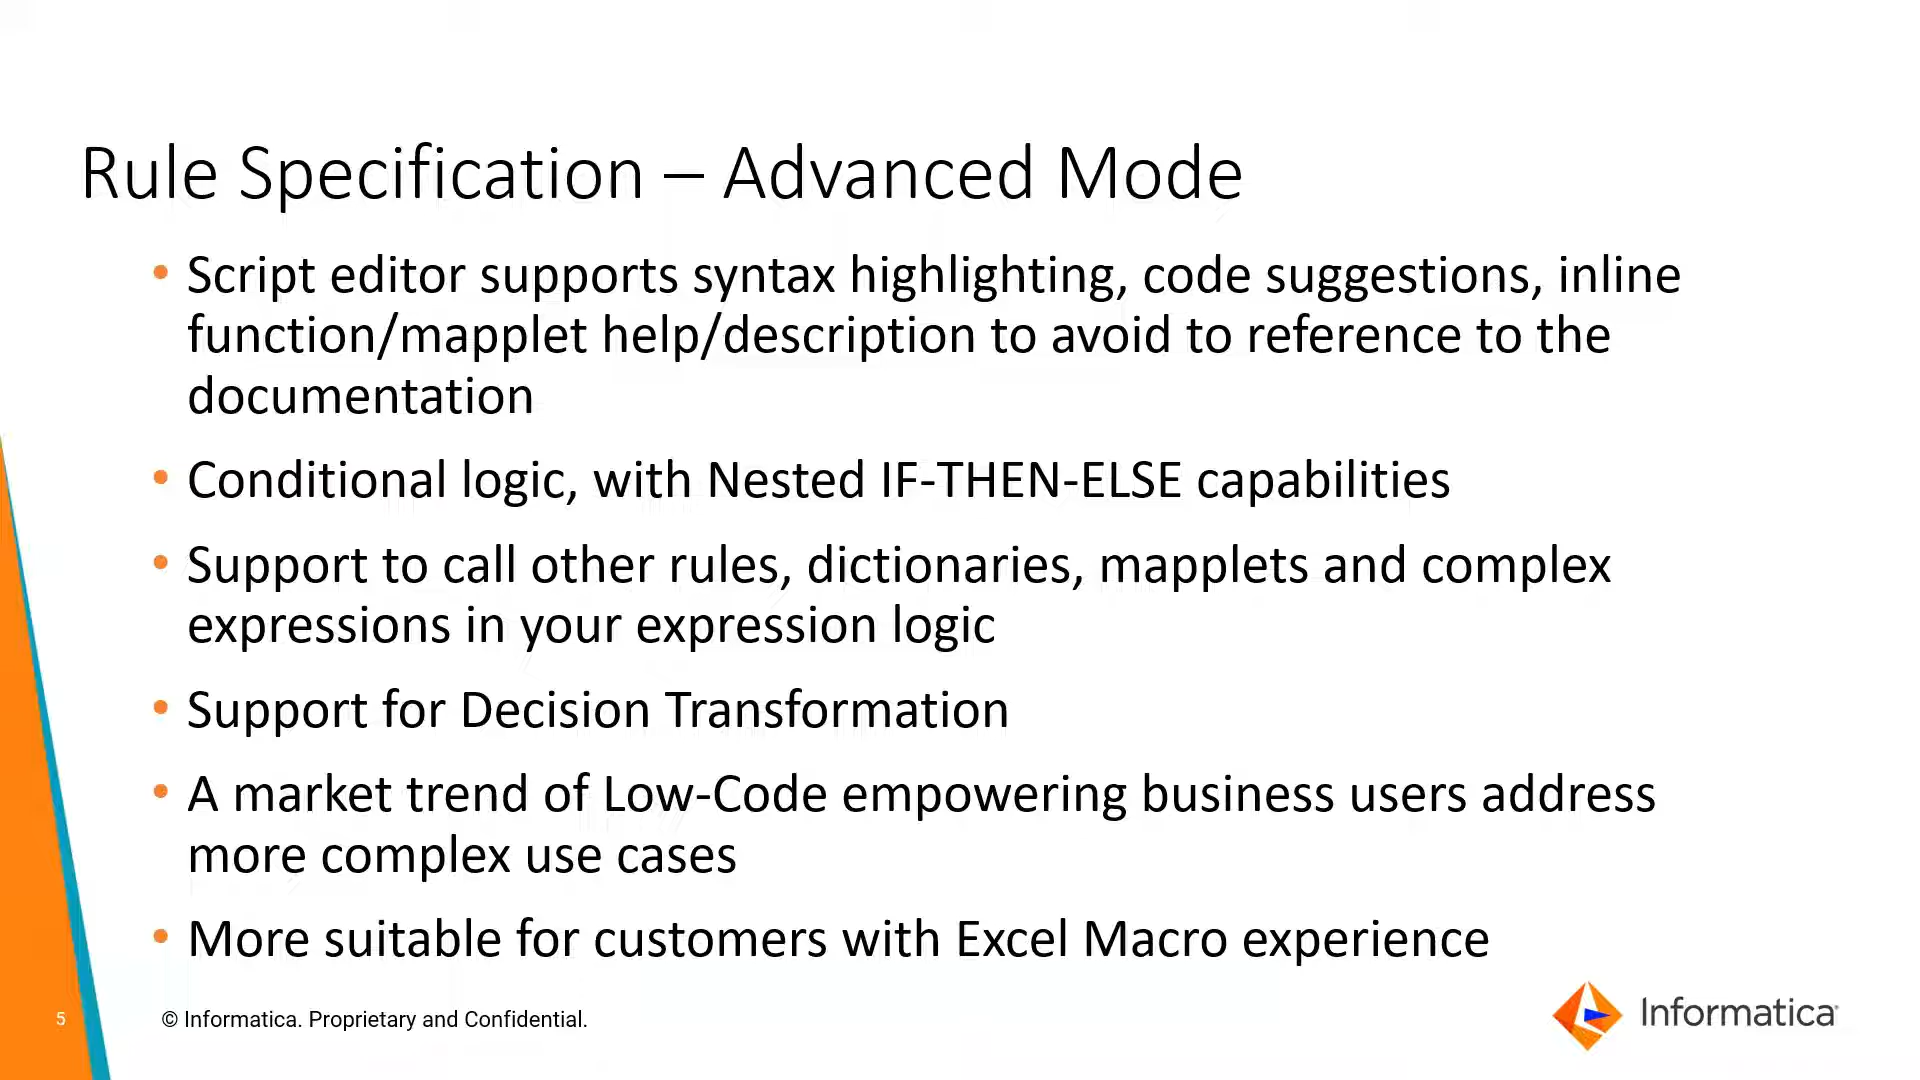 Rule Specification – Advanced Mode
• Script editor supports syntax highlighting, code suggestions, inline
function/mapplet help/description to avoid to reference to the
documentation
• Conditional logic, with Nested IF-THEN-ELSE capabilities
• Support to call other rules, dictionaries, mapplets and complex
expressions in your expression logic
• Support for Decision Transformation
• A market trend of Low-Code empowering business users address
more complex use cases
• More suitable for customers with Excel Macro experience
5
© Informatica. Proprietary and Confidential.
Informatica